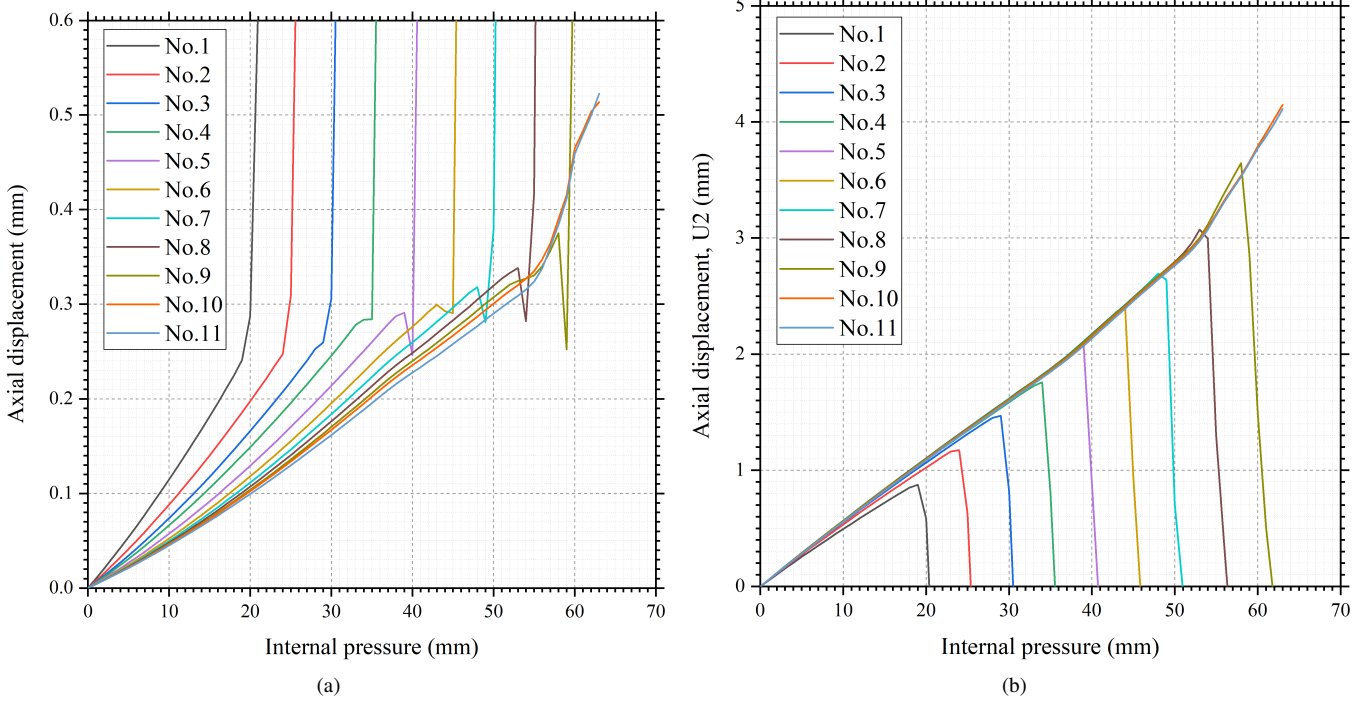 0.6
0.5
0.4
0.3
0.2
0.1
0.0
Axial displacement (mm)
No.1
No.2
No.3
No.4
No.5
No.6
No.7
No.8
No.9
No.10
No.11
0 10 20 30 40 50 60 70
Internal pressure (mm)
(a)
5
4
3
2
1
0
Axial displacement, U2 (mm)
No.1
No.2
No.3
No.4
No.5
No.6
No.7
No.8
No.9
No.10
No.11
0 10 20 30 40 50 60 70
Internal pressure (mm)
(b)